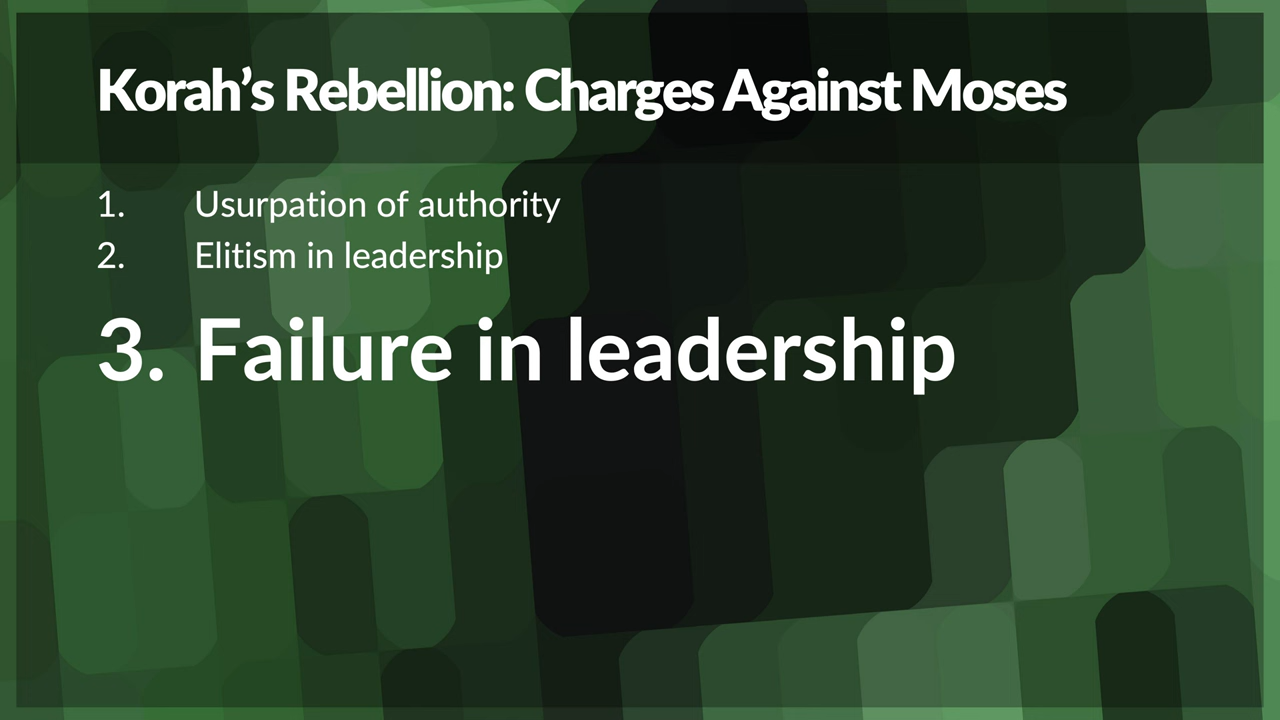 Korah’s Rebellion: Charges Against Moses
1. Usurpation of authority
2. Elitism in leadership
3. Failure in leadership